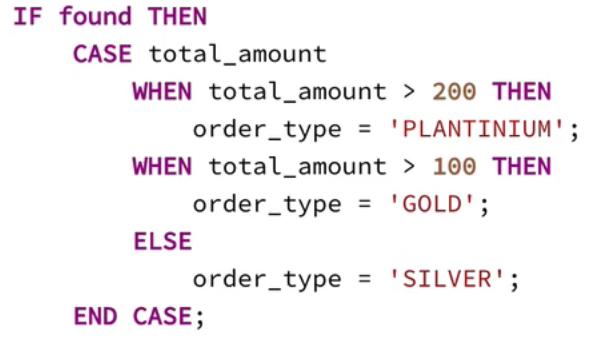 IF found THEN
CASE total_amount
WHEN total_amount > 200 THEN
order_type = 'PLANTINIUM';
WHEN total_amount > 100 THEN
order_type = 'GOLD';
ELSE
order_type = 'SILVER';
END CASE;